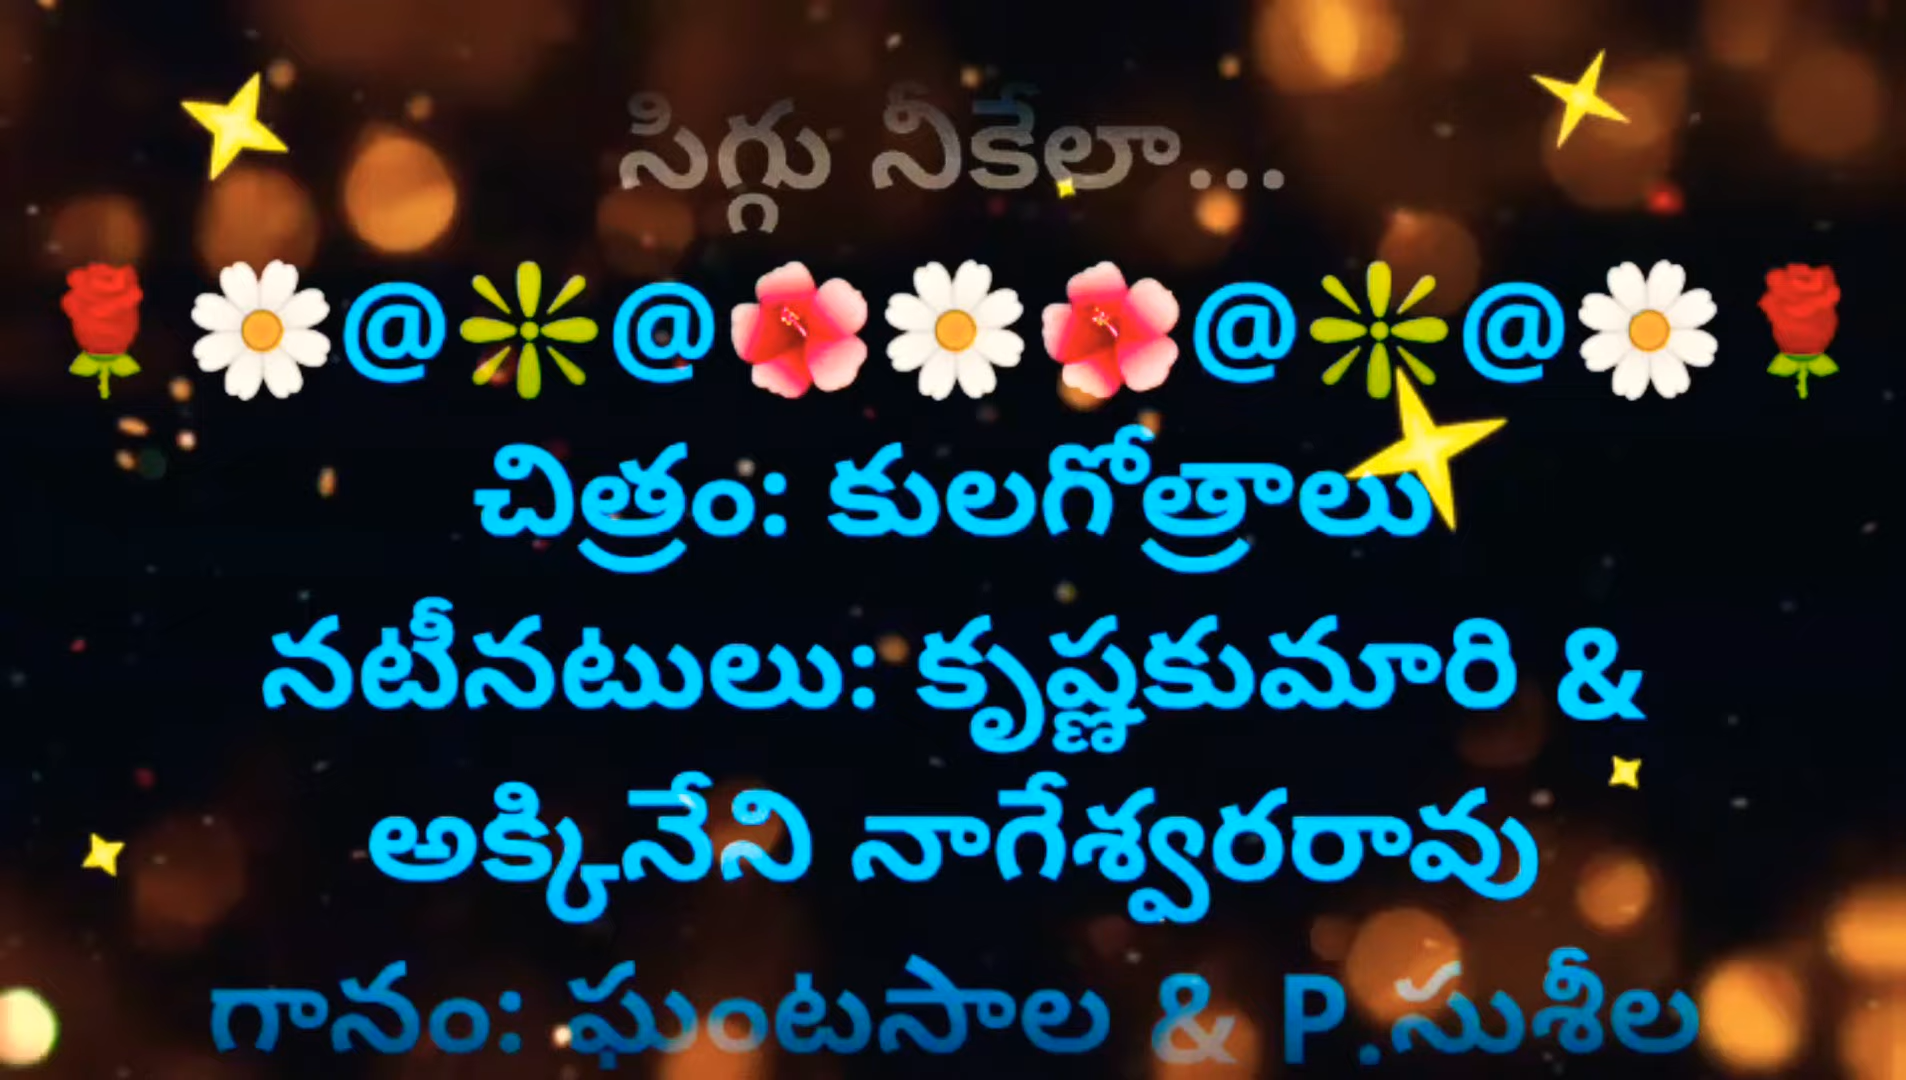 సిగ్గు నీకేలా...
🌹 🌼@❇@🌺🌼🌺@❇@🌼 🌹
చిత్రం: కులగోత్రాలు
నటీనటులు: కృష్ణకుమారి &
అక్కినేని నాగేశ్వరరావు
గానం: ఘంటసాల & P.సుశీల